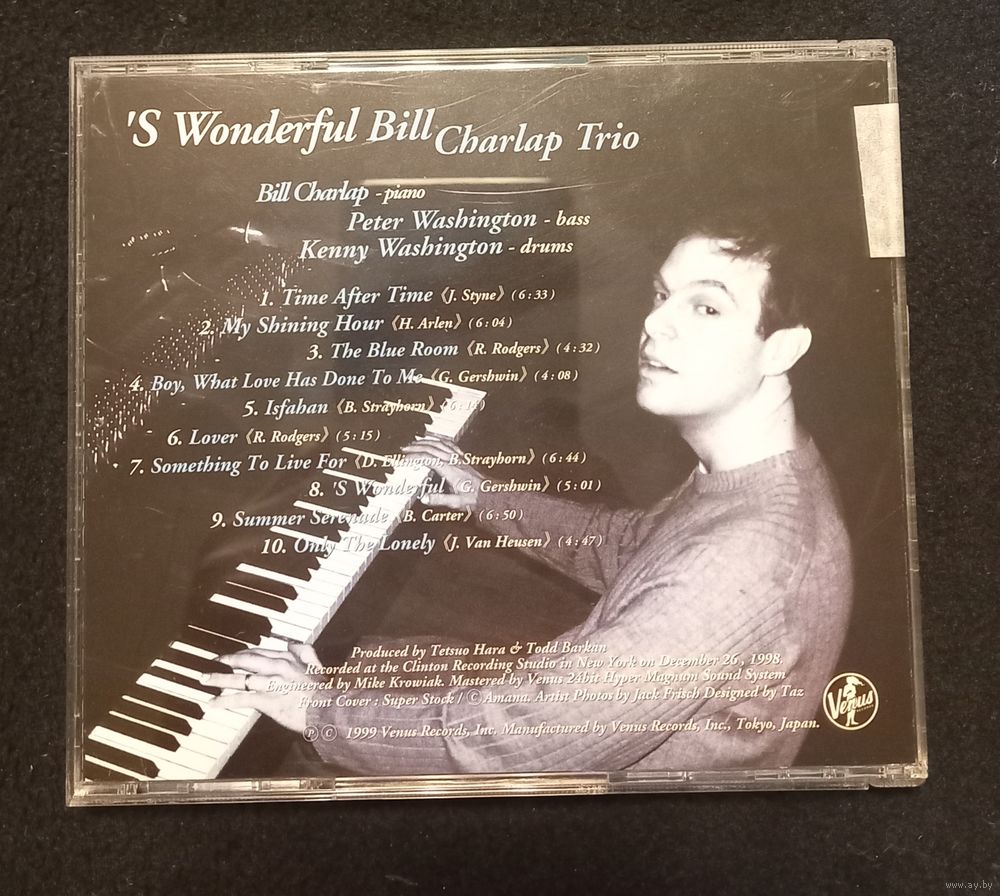 'S Wonderful Bill Charlap Trio
Bill Charlap - piano
Peter Washington - bass
Kenny Washington - drums
1. Time After Time 《J. Styne》 (6:33)
2. My Shining Hour 《H. Arlen》 (6:04)
3. The Blue Room 《R. Rodgers》 (4:32)
4. Boy, What Love Has Done To Me 《G. Gershwin》 (4:08)
5. Isfahan 《B. Strayhorn》 (6:14)
6. Lover 《R. Rodgers》 (5:15)
7. Something To Live For 《D. Ellington, B.Strayhorn》 (6:44)
8. 'S Wonderful 《G. Gershwin》 (5:01)
9. Summer Serenade 《B. Carter》 (6:50)
10. Only The Lonely 《J. Van Heusen》 (4:47)
Produced by Tetsuo Hara & Todd Barkan
Recorded at the Clinton Recording Studio in New York on December 26, 1998.
Engineered by Mike Krowiak. Mastered by Venus 24bit Hyper Magnum Sound System
Front Cover : Super Stock / © Amana. Artist Photos by Jack Frisch Designed by Taz
Ⓟ © 1999 Venus Records, Inc. Manufactured by Venus Records, Inc., Tokyo, Japan.
Venus
www.ay.by